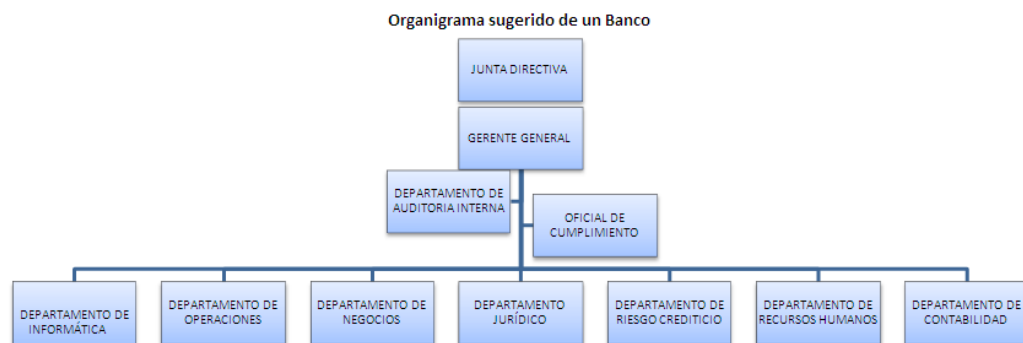 Organigrama sugerido de un Banco
JUNTA DIRECTIVA
GERENTE GENERAL
DEPARTAMENTO DE
AUDITORIA INTERNA
OFICIAL DE
CUMPLIMIENTO
DEPARTAMENTO DE
INFORMÁTICA
DEPARTAMENTO DE
OPERACIONES
DEPARTAMENTO DE
NEGOCIOS
DEPARTAMENTO
JURÍDICO
DEPARTAMENTO DE
RIESGO CREDITICIO
DEPARTAMENTO DE
RECURSOS HUMANOS
DEPARTAMENTO DE
CONTABILIDAD